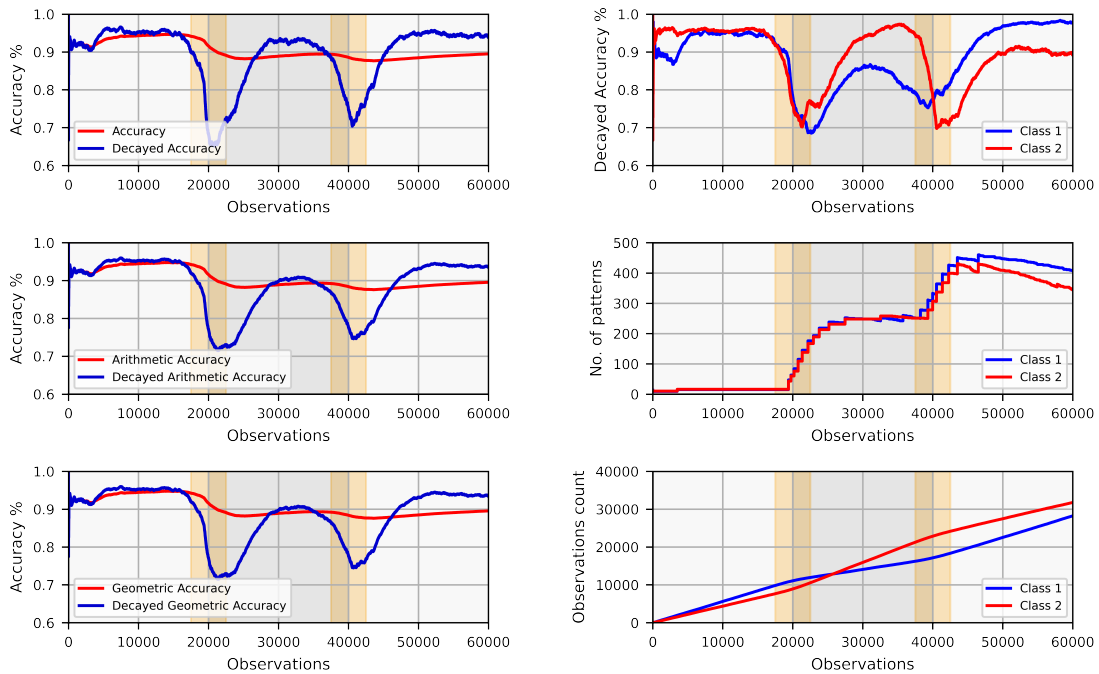 1.0
0.9
0.8
0.7
0.6
Accuracy %
Accuracy
Decayed Accuracy
0 10000 20000 30000 40000 50000 60000
Observations
1.0
0.9
0.8
0.7
0.6
Decayed Accuracy %
Class 1
Class 2
0 10000 20000 30000 40000 50000 60000
Observations
1.0
0.9
0.8
0.7
0.6
Accuracy %
Arithmetic Accuracy
Decayed Arithmetic Accuracy
0 10000 20000 30000 40000 50000 60000
Observations
500
400
300
200
100
0
No. of patterns
Class 1
Class 2
0 10000 20000 30000 40000 50000 60000
Observations
1.0
0.9
0.8
0.7
0.6
Accuracy %
Geometric Accuracy
Decayed Geometric Accuracy
0 10000 20000 30000 40000 50000 60000
Observations
40000
30000
20000
10000
0
Observations count
Class 1
Class 2
0 10000 20000 30000 40000 50000 60000
Observations